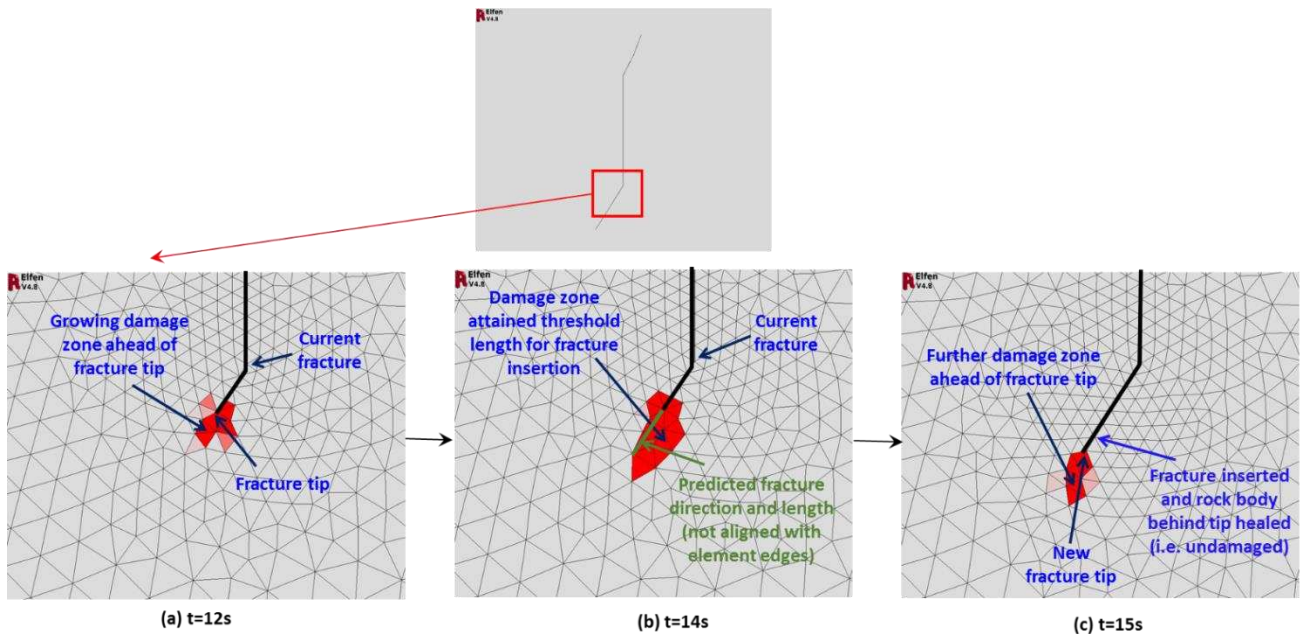 Elfen
V4.8
Elfen
V4.8
Growing damage
zone ahead of
fracture tip
Current
fracture
Fracture tip
(a) t=12s
Elfen
V4.8
Damage zone
attained threshold
length for fracture
insertion
Current
fracture
Predicted fracture
direction and length
(not aligned with
element edges)
(b) t=14s
Elfen
V4.8
Further damage zone
ahead of fracture tip
Fracture inserted
and rock body
behind tip healed
(i.e. undamaged)
New
fracture tip
(c) t=15s